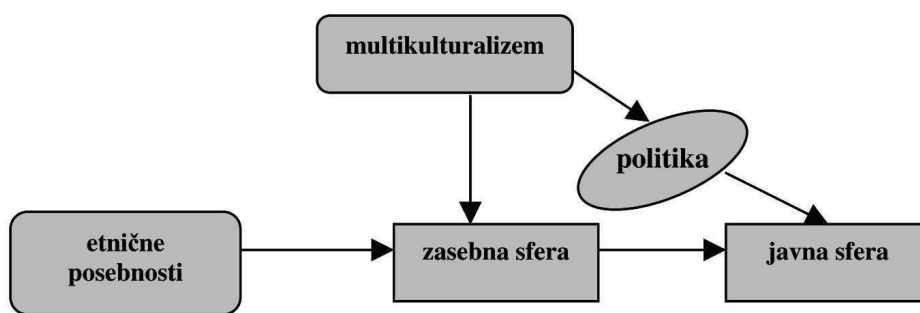 multikulturalizem
politika
etnične
posebnosti
zasebna sfera
javna sfera